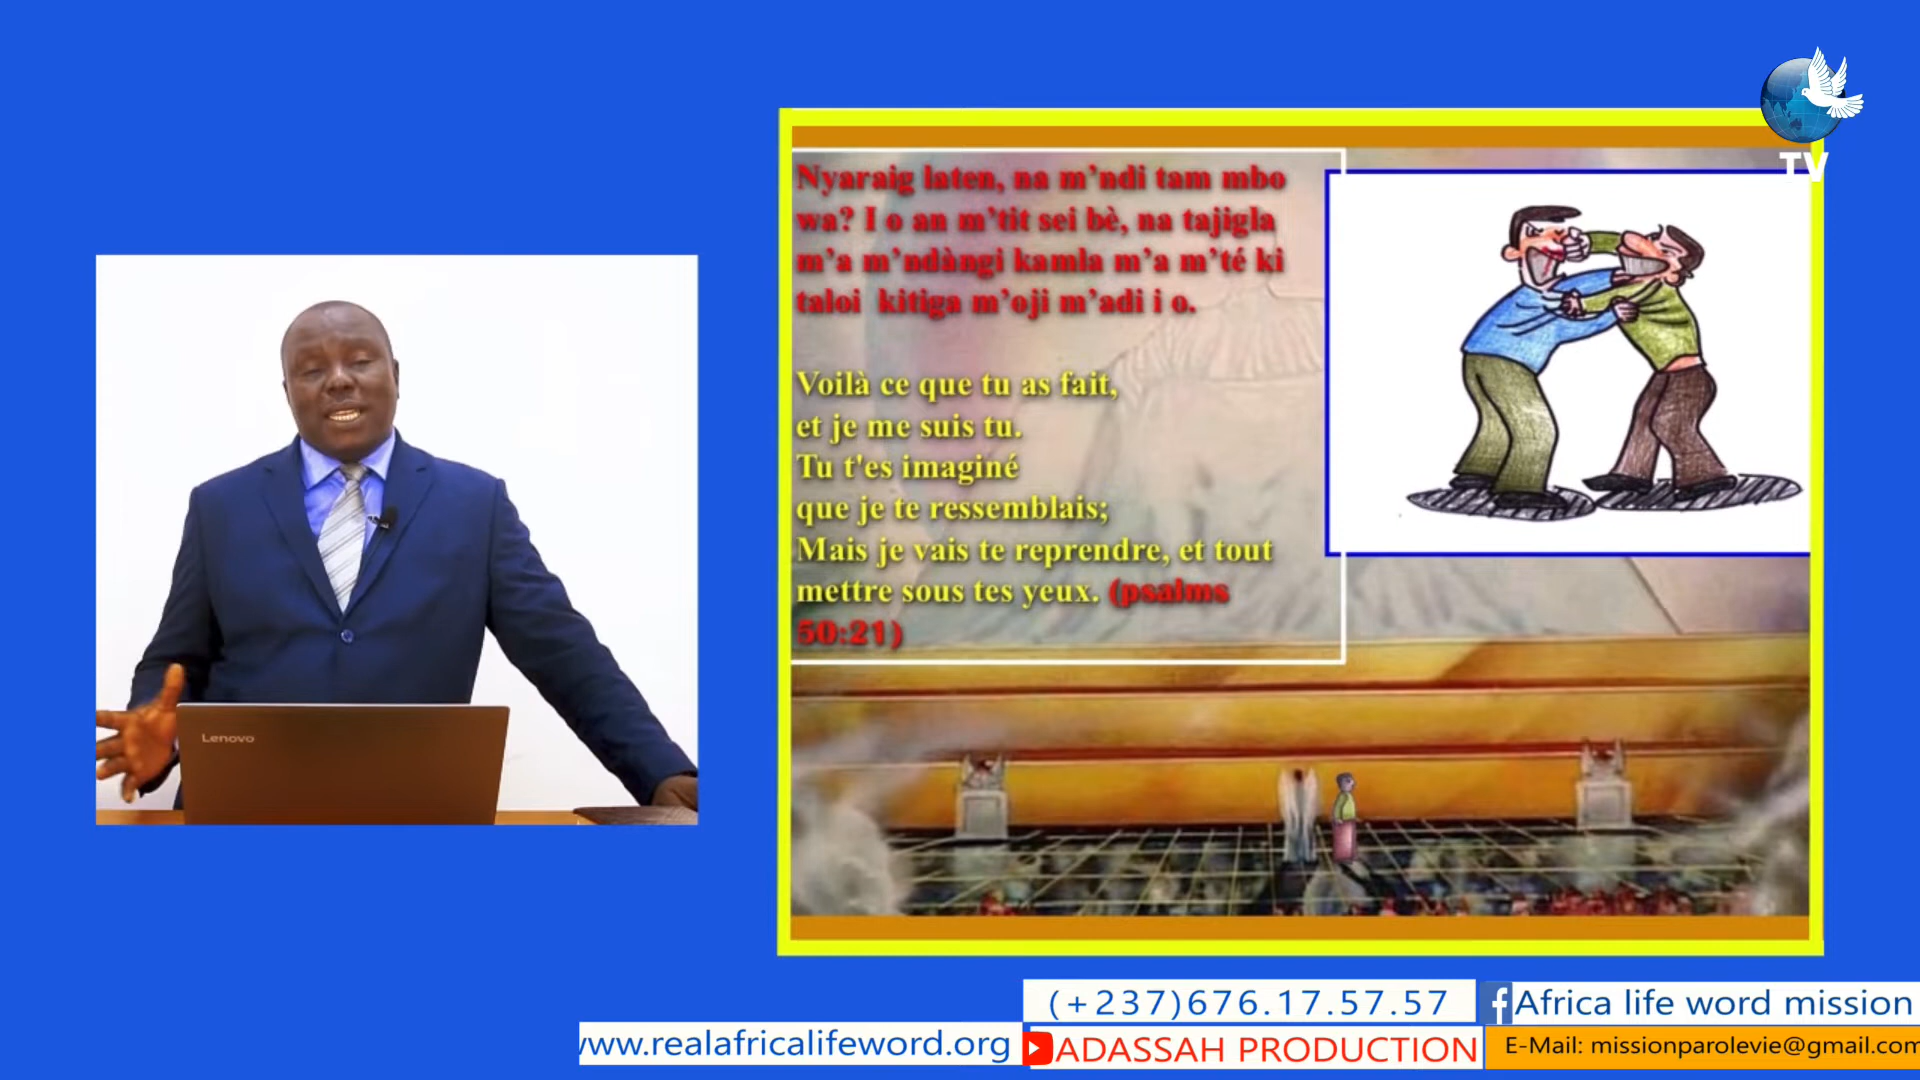 TV
Nyaraig laten, na m’ndi tam mbo
wa? I o an m’tit sei bè, na tajigla
m’a m’ndàngi kamla m’a m’té ki
taloi kitiga m’oji m’adi i o.
Voilà ce que tu as fait,
et je me suis tu.
Tu t'es imaginé
que je te ressemblais;
Mais je vais te reprendre, et tout
mettre sous tes yeux. (psalms
50:21)
Lenovo
(+237)676.17.57.57
Africa life word mission
www.realafricalifeword.org
ADASSAH PRODUCTION
E-Mail: missionparolevie@gmail.com